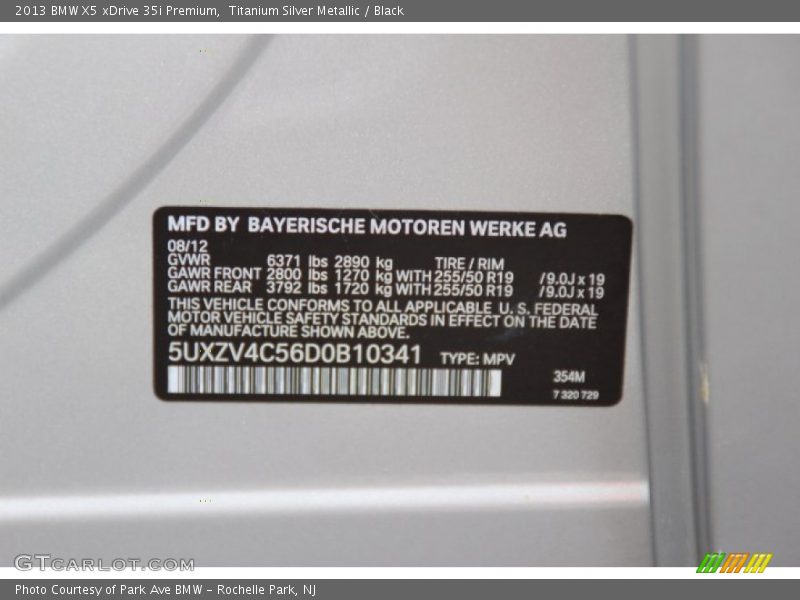 2013 BMW X5 xDrive 35i Premium,  Titanium Silver Metallic / Black
MFD BY BAYERISCHE MOTOREN WERKE AG
08/12
GVWR 6371 lbs 2890 kg TIRE / RIM
GAWR FRONT 2800 lbs 1270 kg WITH 255/50 R19 /9.0J x 19
GAWR REAR 3792 lbs 1720 kg WITH 255/50 R19 /9.0J x 19
THIS VEHICLE CONFORMS TO ALL APPLICABLE U. S. FEDERAL
MOTOR VEHICLE SAFETY STANDARDS IN EFFECT ON THE DATE
OF MANUFACTURE SHOWN ABOVE.
5UXZV4C56D0B10341 TYPE: MPV
354M
7 320 729
GTCARLOT.COM
Photo Courtesy of Park Ave BMW - Rochelle Park, NJ